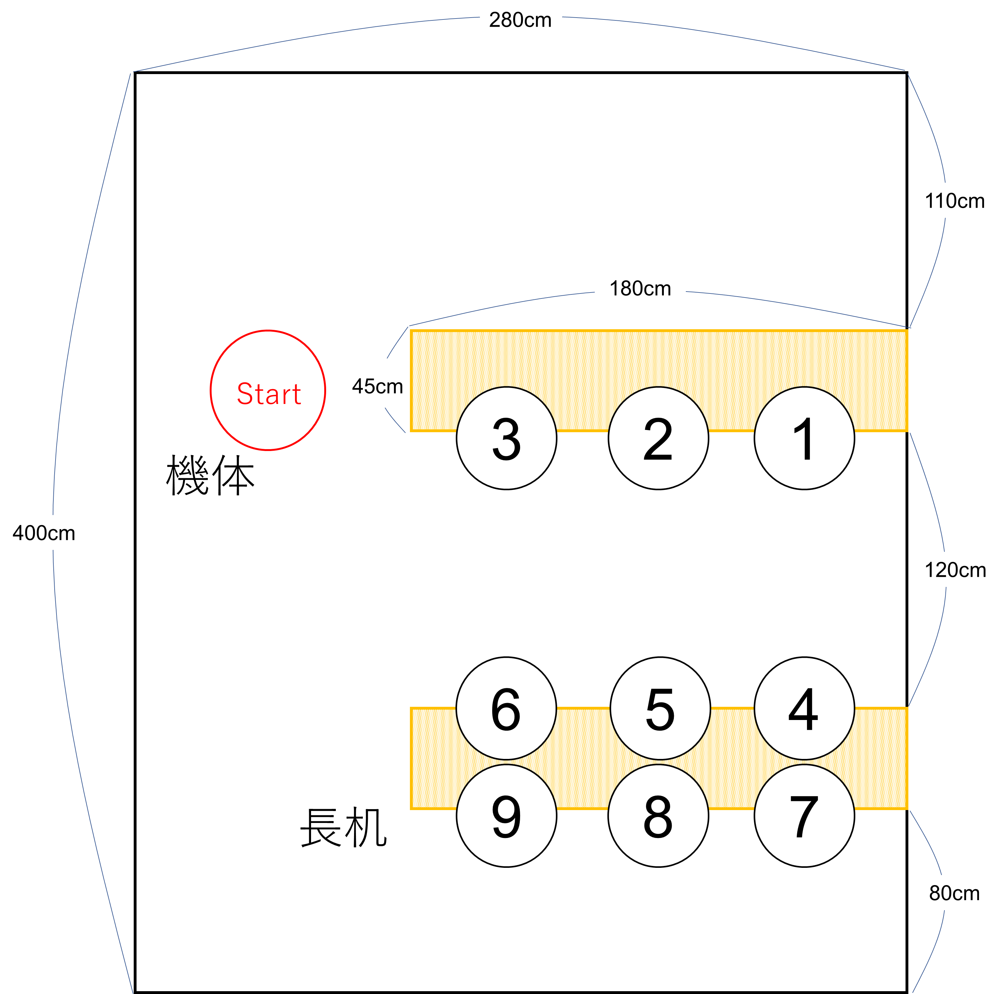 280cm
110cm
180cm
Start
45cm
3 2 1
機体
400cm
120cm
6 5 4
9 8 7
長机
80cm